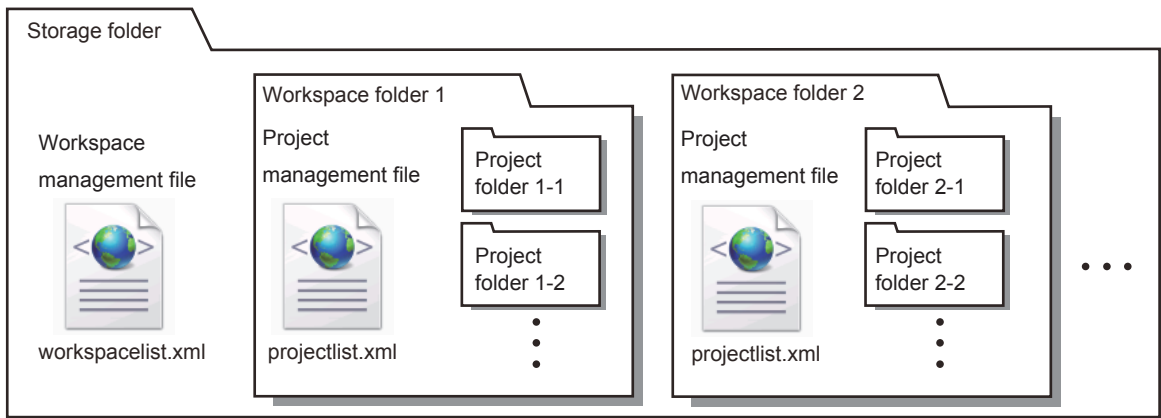 Storage folder
Workspace
management file
workspacelist.xml
Workspace folder 1
Project
management file
projectlist.xml
Project
folder 1-1
Project
folder 1-2
Workspace folder 2
Project
management file
projectlist.xml
Project
folder 2-1
Project
folder 2-2